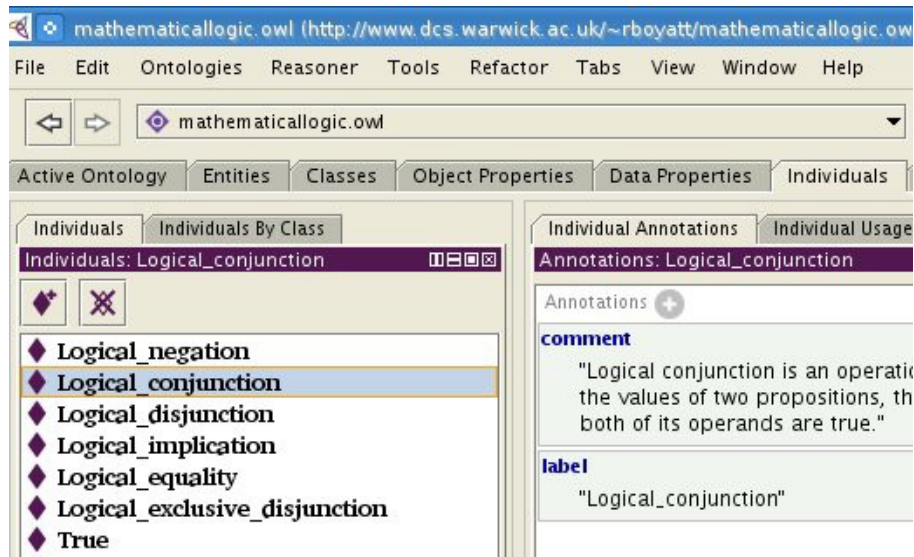 mathematicallogic.owl (http://www.dcs.warwick.ac.uk/~rboyatt/mathematicallogic.ow
File Edit Ontologies Reasoner Tools Refactor Tabs View Window Help
mathematicallogic.owl
Active Ontology Entities Classes Object Properties Data Properties Individuals
Individuals Individuals By Class
Individuals: Logical_conjunction
Logical_negation
Logical_conjunction
Logical_disjunction
Logical_implication
Logical_equality
Logical_exclusive_disjunction
True
Individual Annotations Individual Usage
Annotations: Logical_conjunction
Annotations
comment
"Logical conjunction is an operatio
the values of two propositions, th
both of its operands are true."
label
"Logical_conjunction"